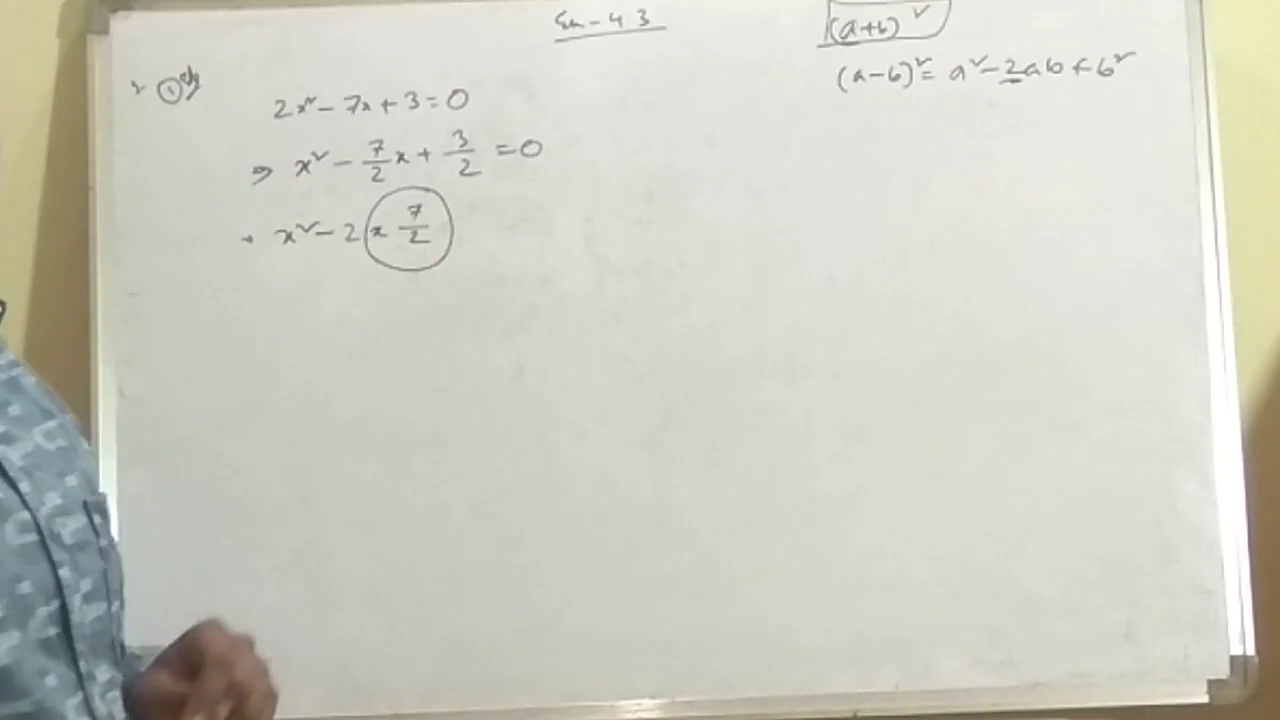 Ex-4.3
(a+b)²
(a-b)² = a² - 2ab + b²
① 
2x² - 7x + 3 = 0
⇒ x² - 7/2 x + 3/2 = 0
x² - 2 x 7/2